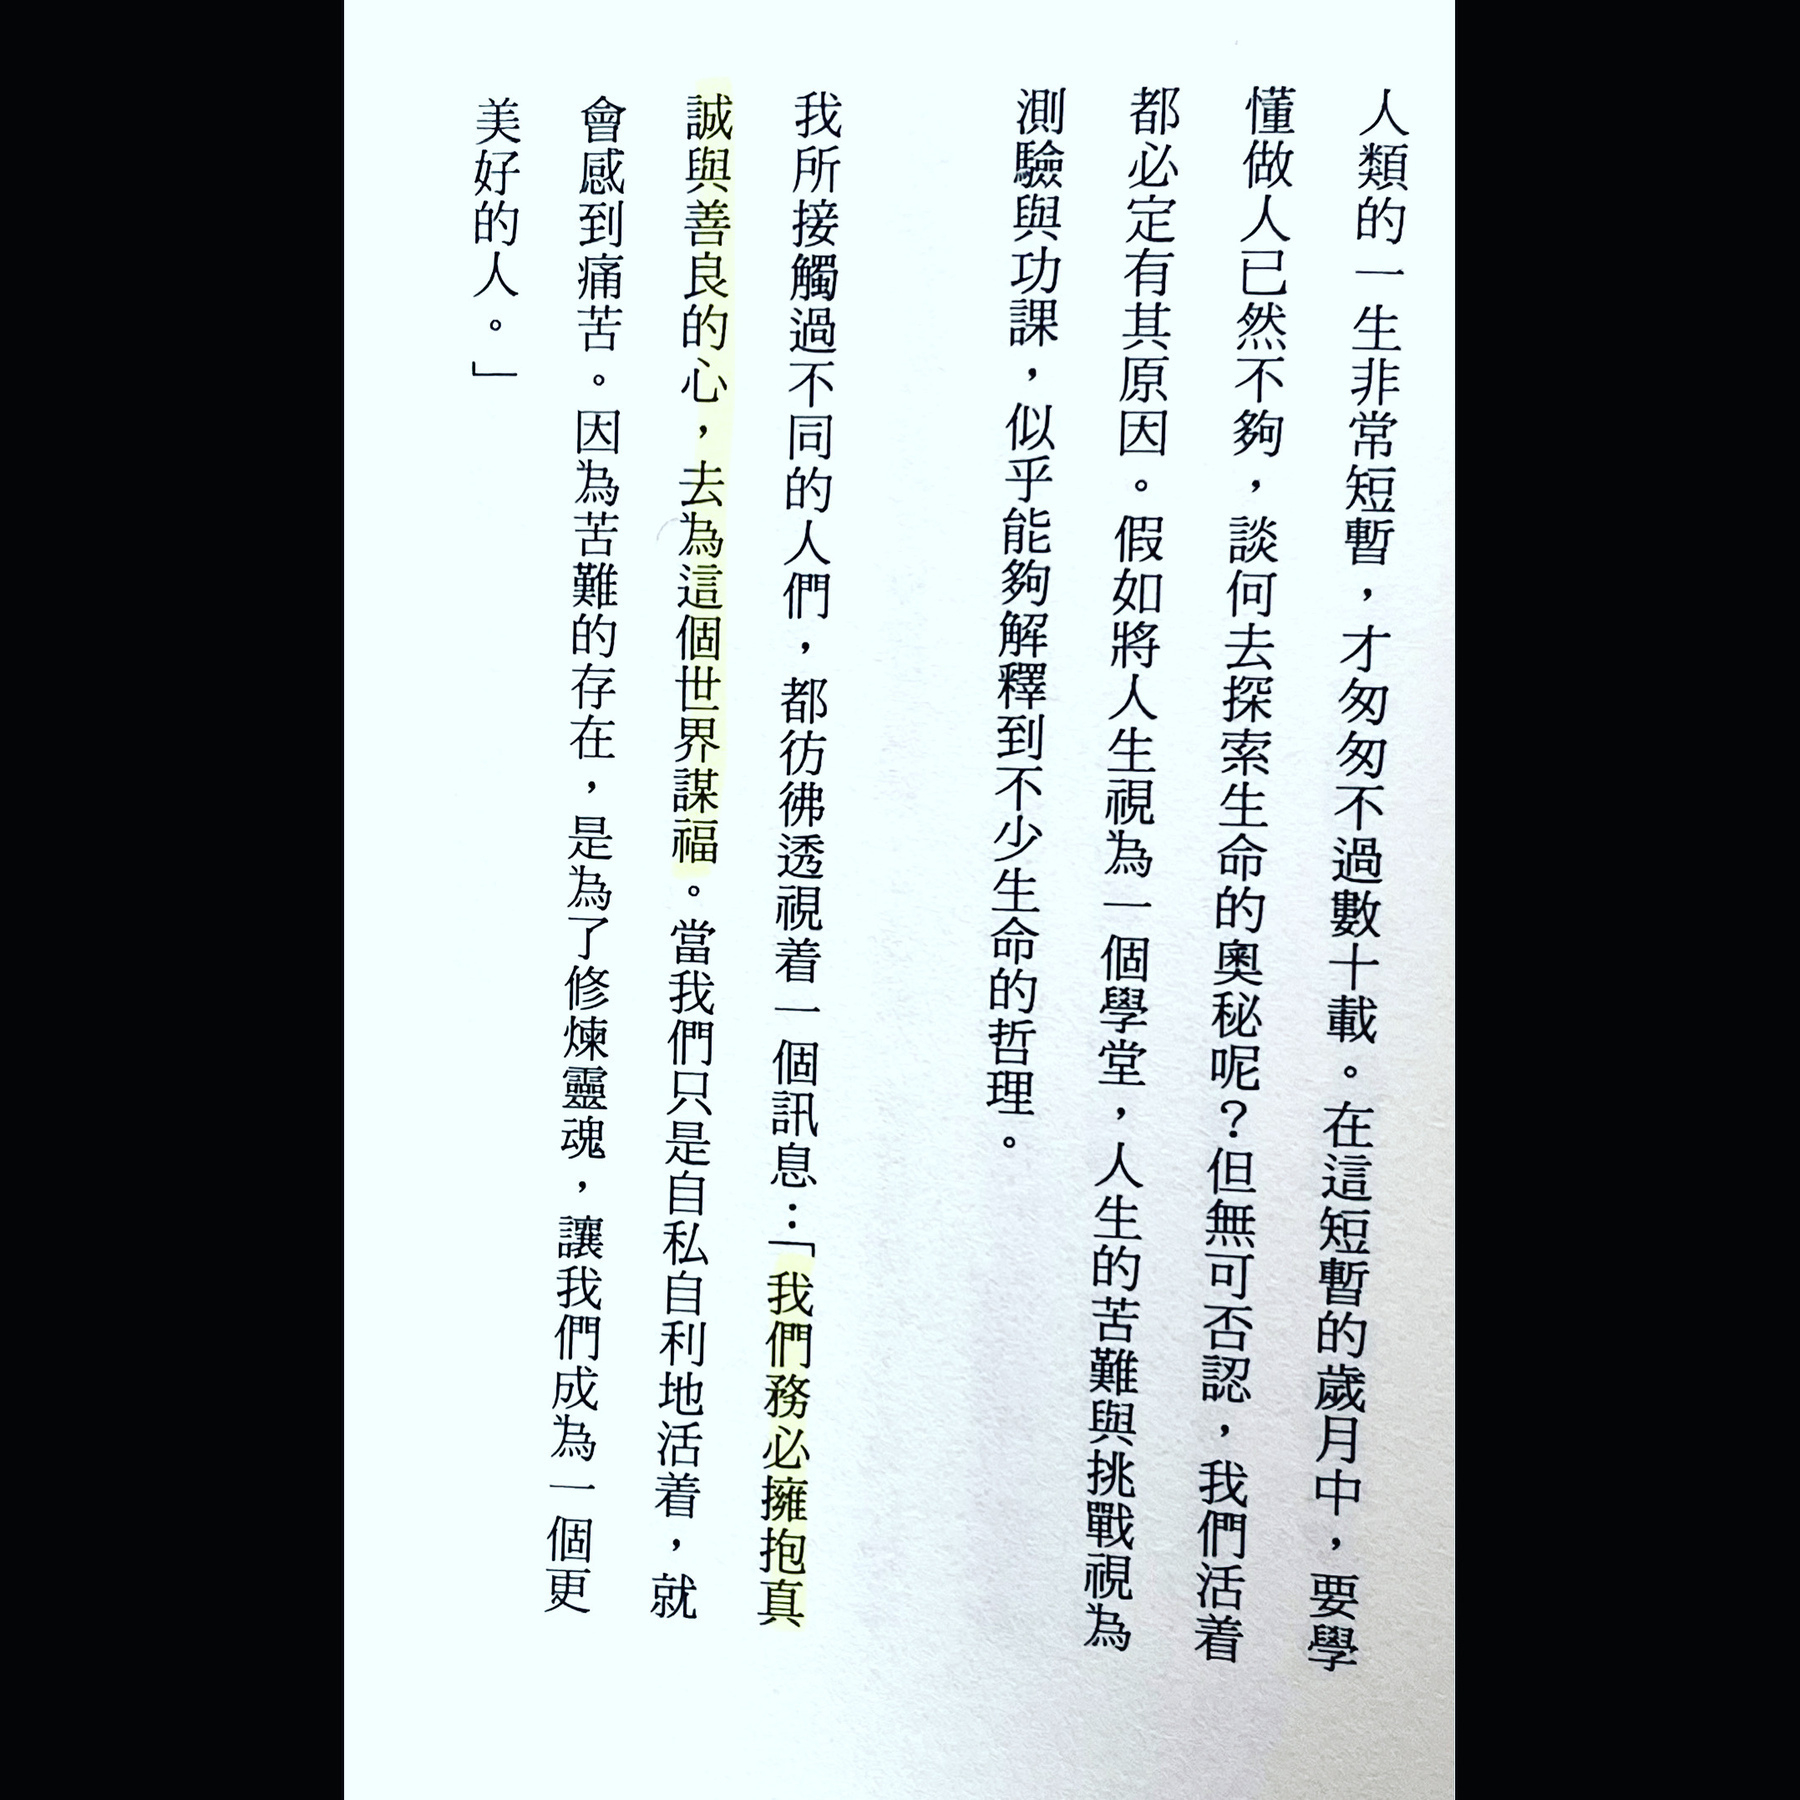 人類的一生非常短暫，才匆匆不過數十載。在這短暫的歲月中，要學
懂做人已然不夠，談何去探索生命的奧秘呢？但無可否認，我們活着
都必定有其原因。假如將人生視為一個學堂，人生的苦難與挑戰視為
測驗與功課，似乎能夠解釋到不少生命的哲理。
我所接觸過不同的人們，都彷彿透視着一個訊息：「我們務必擁抱真
誠與善良的心，去為這個世界謀福。當我們只是自私自利地活着，就
會感到痛苦。因為苦難的存在，是為了修煉靈魂，讓我們成為一個更
美好的人。」